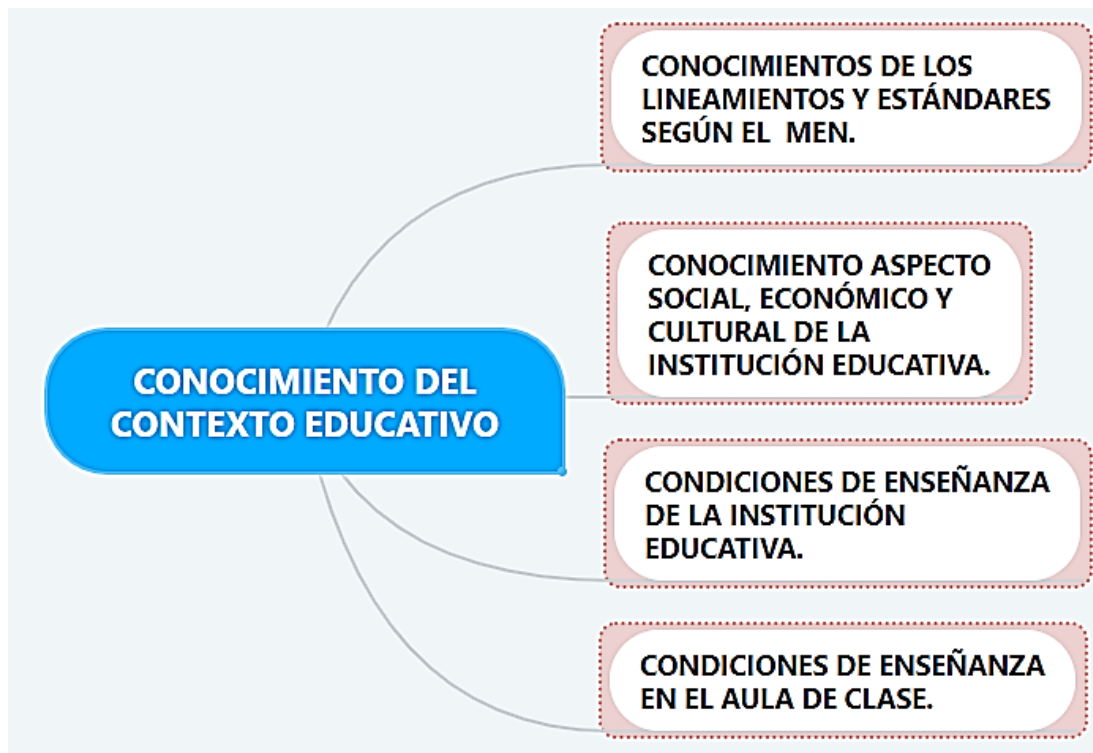 CONOCIMIENTOS DE LOS
LINEAMIENTOS Y ESTÁNDARES
SEGÚN EL MEN.
CONOCIMIENTO ASPECTO
SOCIAL, ECONÓMICO Y
CULTURAL DE LA
INSTITUCIÓN EDUCATIVA.
CONOCIMIENTO DEL
CONTEXTO EDUCATIVO
CONDICIONES DE ENSEÑANZA
DE LA INSTITUCIÓN
EDUCATIVA.
CONDICIONES DE ENSEÑANZA
EN EL AULA DE CLASE.